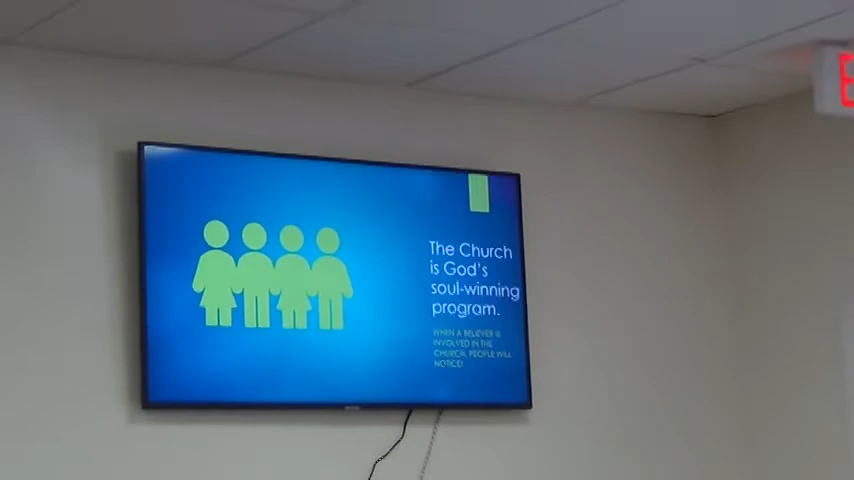 The Church
is God's
soul-winning
program.
WHEN A BELIEVER IS
INVOLVED IN THE
CHURCH, PEOPLE WILL
NOTICE!
E